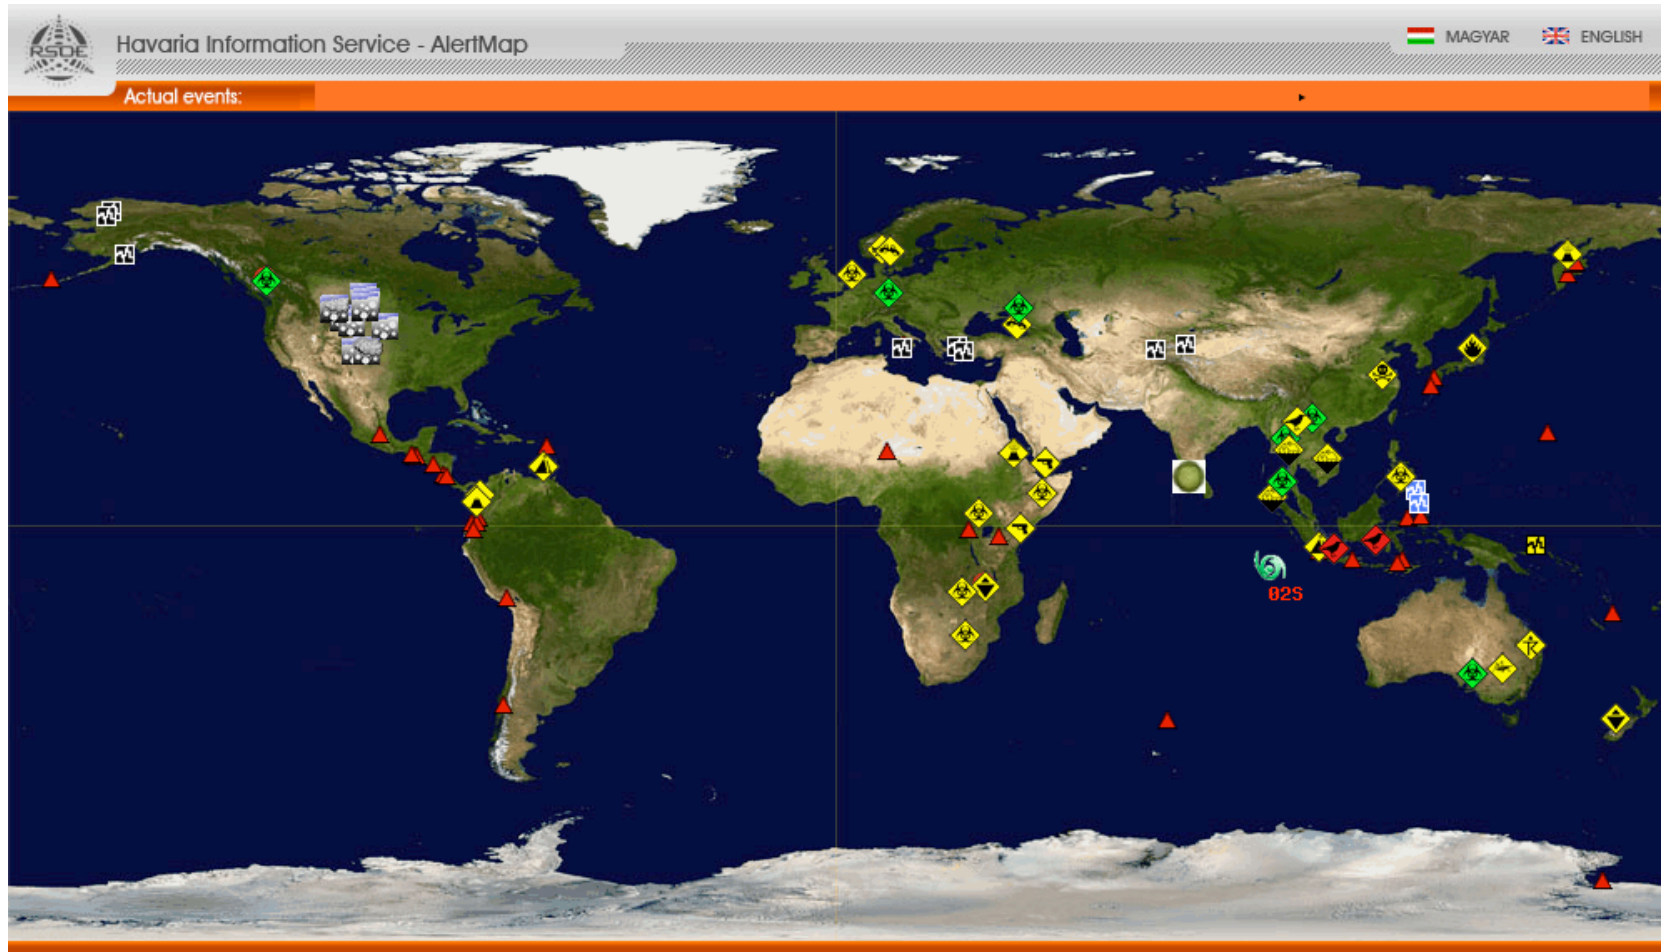 RSOE
Havaria Information Service - AlertMap
MAGYAR
ENGLISH
Actual events:
02S